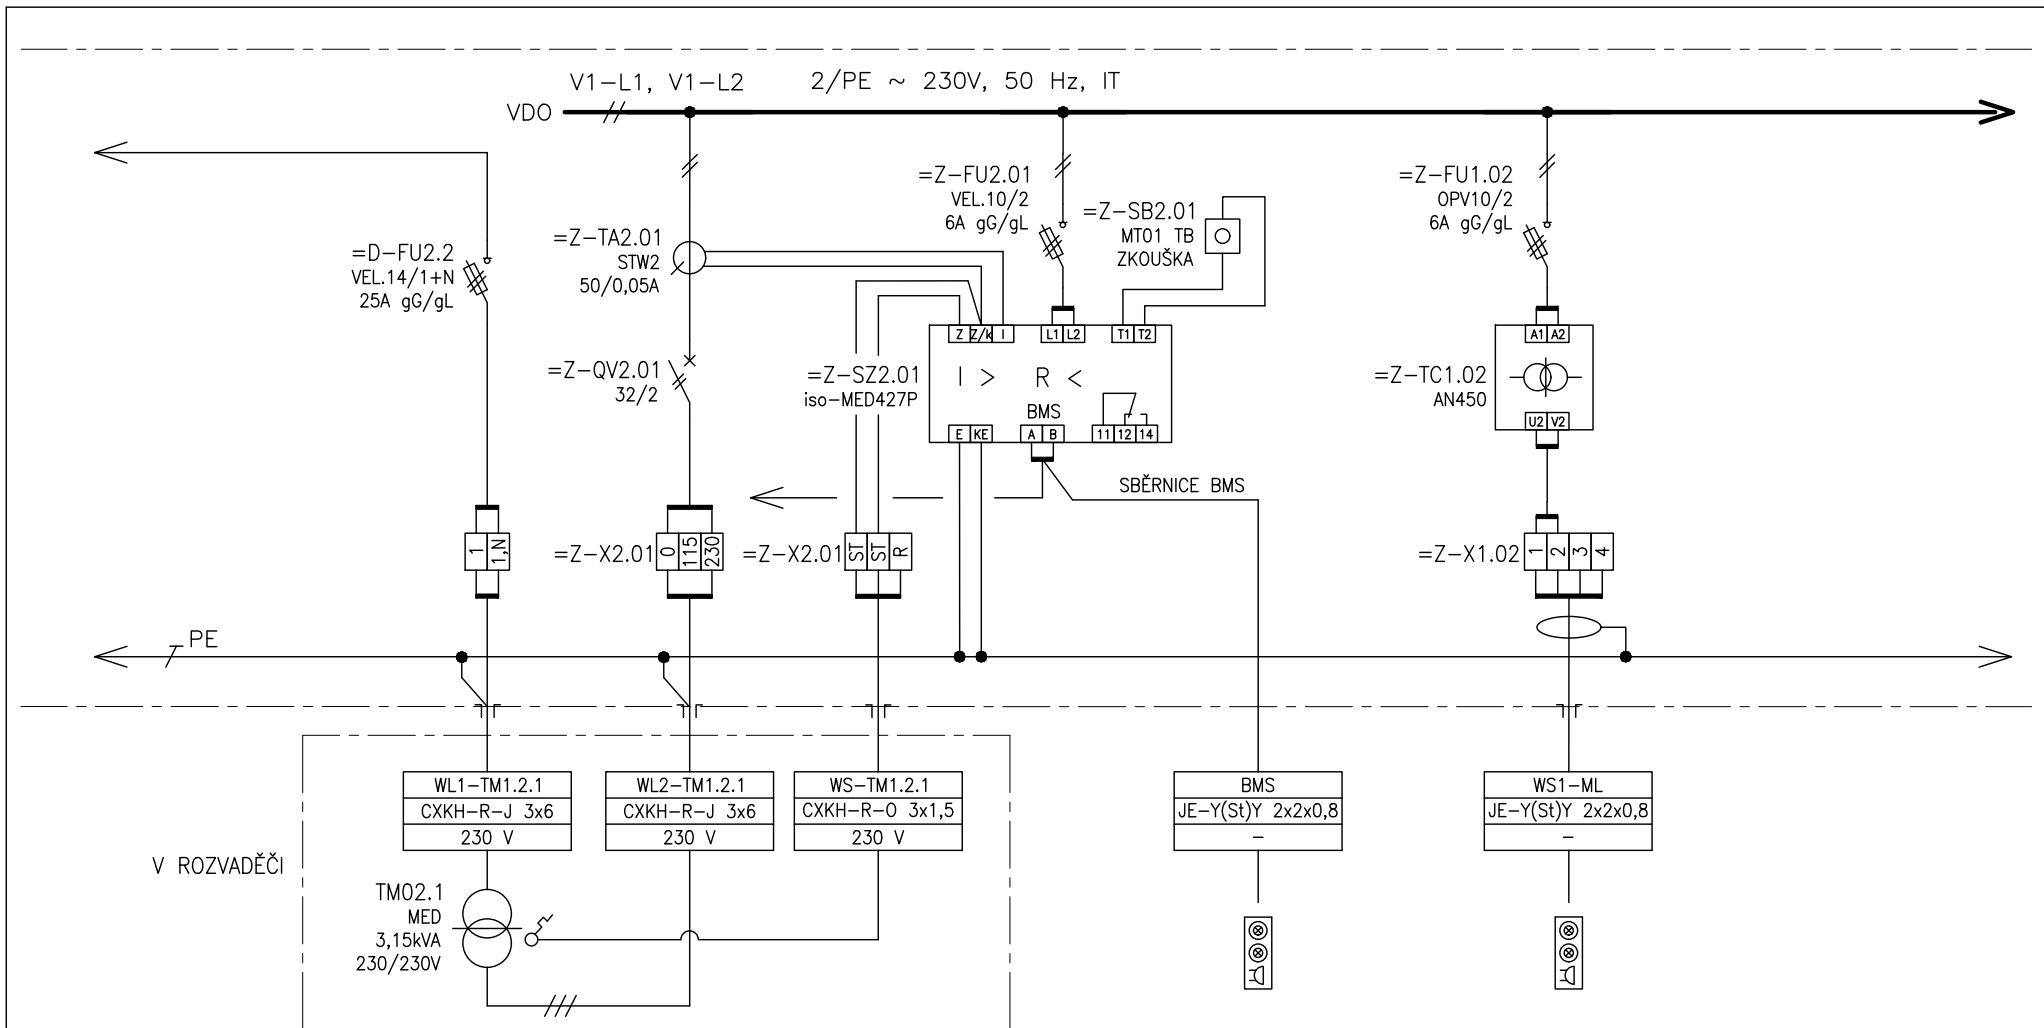 V1-L1, V1-L2
2/PE ~ 230V, 50 Hz, IT
VDO
=D-FU2.2
VEL.14/1+N
25A gG/gL
=Z-TA2.01
STW2
50/0,05A
=Z-QV2.01
32/2
=Z-FU2.01
VEL.10/2
6A gG/gL
=Z-SB2.01
MT01 TB
ZKOUŠKA
=Z-FU1.02
OPV10/2
6A gG/gL
=Z-SZ2.01
iso-MED427P
Z Z/k I
L1 L2
T1 T2
I > R <
BMS
E KE
A B
11 12 14
=Z-TC1.02
AN450
A1 A2
U2 V2
SBĚRNICE BMS
1 1,N
=Z-X2.01
0 115 230
=Z-X2.01
ST ST R
=Z-X1.02
1 2 3 4
PE
V ROZVADĚČI
WL1-TM1.2.1
CXKH-R-J 3x6
230 V
WL2-TM1.2.1
CXKH-R-J 3x6
230 V
WS-TM1.2.1
CXKH-R-O 3x1,5
230 V
BMS
JE-Y(St)Y 2x2x0,8
-
WS1-ML
JE-Y(St)Y 2x2x0,8
-
TM02.1
MED
3,15kVA
230/230V